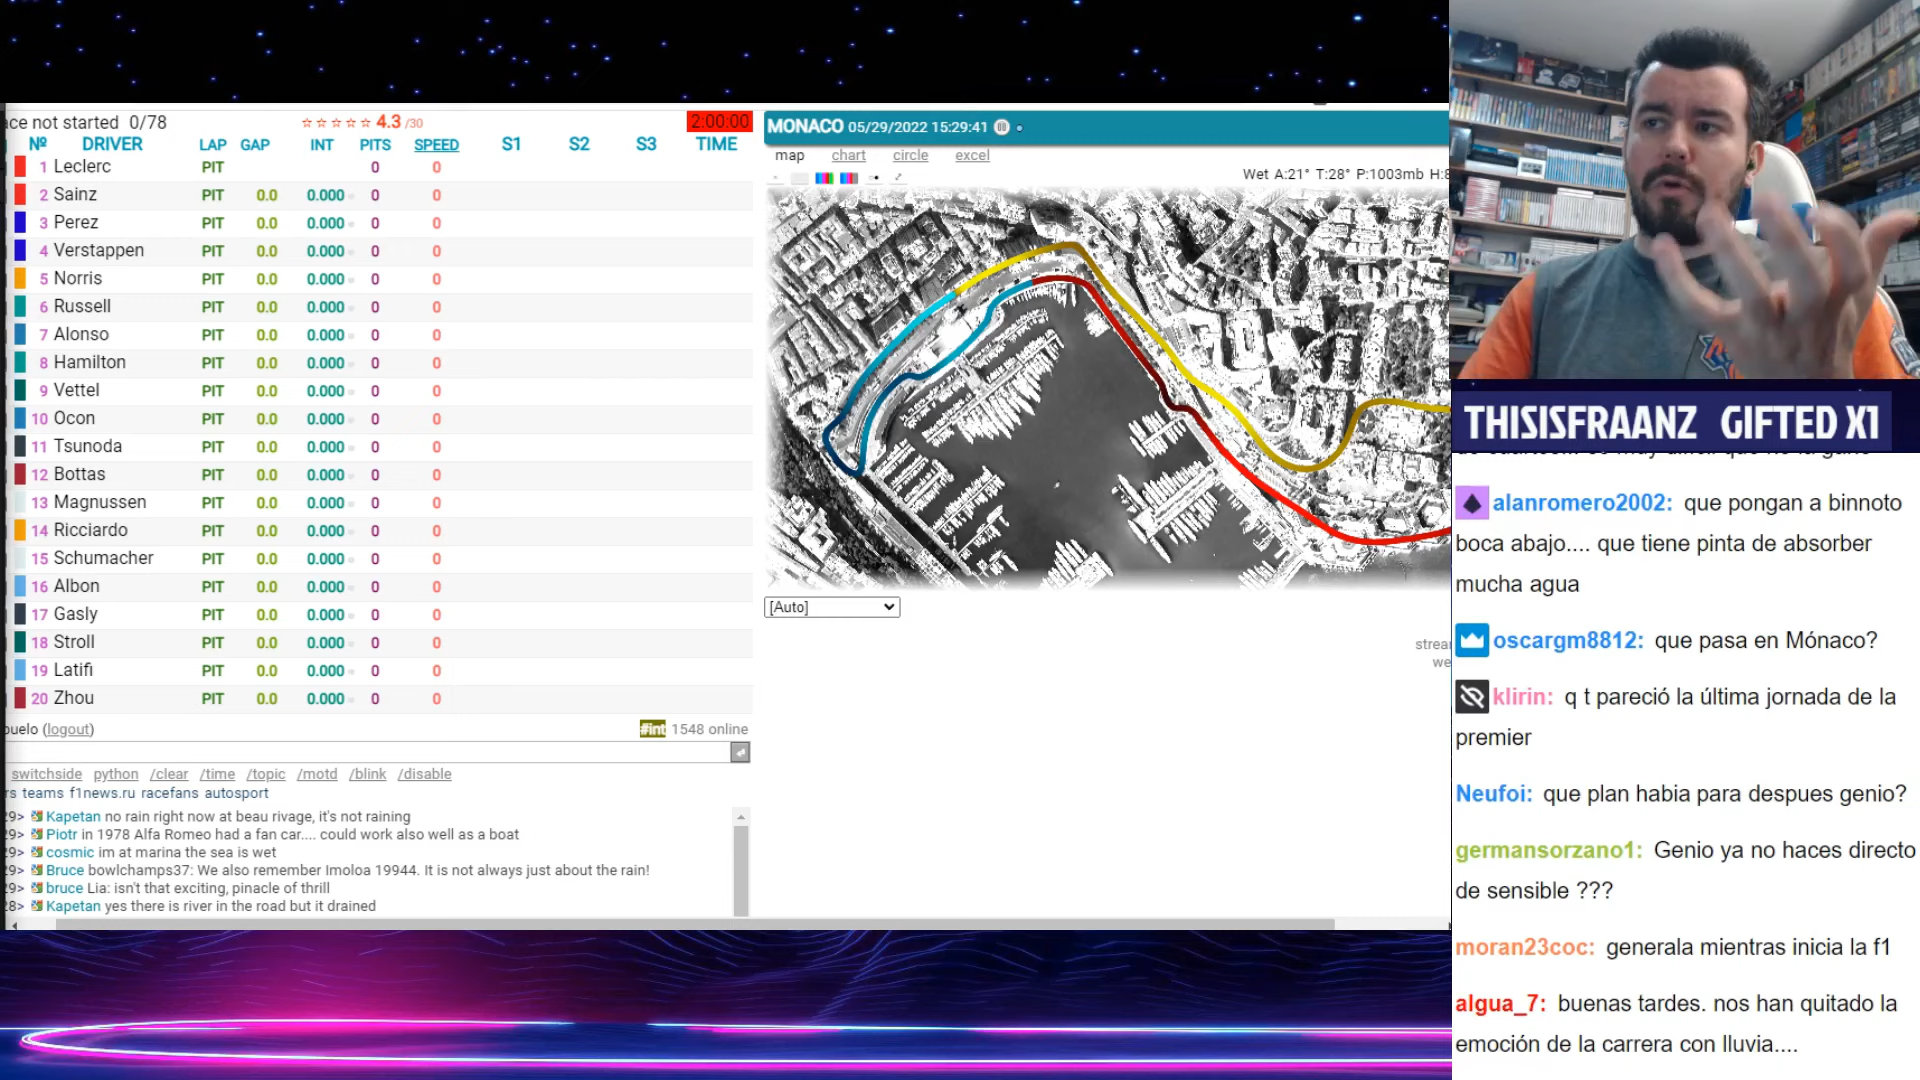 ace not started 0/78
☆☆☆☆☆ 4.3 /30
2:00:00
Nº DRIVER LAP GAP INT PITS SPEED S1 S2 S3 TIME
1 Leclerc PIT 0 0
2 Sainz PIT 0.0 0.000 0 0
3 Perez PIT 0.0 0.000 0 0
4 Verstappen PIT 0.0 0.000 0 0
5 Norris PIT 0.0 0.000 0 0
6 Russell PIT 0.0 0.000 0 0
7 Alonso PIT 0.0 0.000 0 0
8 Hamilton PIT 0.0 0.000 0 0
9 Vettel PIT 0.0 0.000 0 0
10 Ocon PIT 0.0 0.000 0 0
11 Tsunoda PIT 0.0 0.000 0 0
12 Bottas PIT 0.0 0.000 0 0
13 Magnussen PIT 0.0 0.000 0 0
14 Ricciardo PIT 0.0 0.000 0 0
15 Schumacher PIT 0.0 0.000 0 0
16 Albon PIT 0.0 0.000 0 0
17 Gasly PIT 0.0 0.000 0 0
18 Stroll PIT 0.0 0.000 0 0
19 Latifi PIT 0.0 0.000 0 0
20 Zhou PIT 0.0 0.000 0 0
uelo (logout)
#int 1548 online
switchside python /clear /time /topic /motd /blink /disable
rs teams f1news.ru racefans autosport
29> Kapetan no rain right now at beau rivage, it's not raining
29> Piotr in 1978 Alfa Romeo had a fan car.... could work also well as a boat
29> cosmic im at marina the sea is wet
29> Bruce bowlchamps37: We also remember Imoloa 19944. It is not always just about the rain!
29> bruce Lia: isn't that exciting, pinacle of thrill
28> Kapetan yes there is river in the road but it drained
MONACO 05/29/2022 15:29:41
map chart circle excel
Wet A:21° T:28° P:1003mb H:8
[Auto]
strea
we
THISISFRAANZ GIFTED X1
alanromero2002: que pongan a binnoto
boca abajo.... que tiene pinta de absorber
mucha agua
oscargm8812: que pasa en Mónaco?
klirin: q t pareció la última jornada de la
premier
Neufoi: que plan habia para despues genio?
germansorzano1: Genio ya no haces directo
de sensible ???
moran23coc: generala mientras inicia la f1
algua_7: buenas tardes. nos han quitado la
emoción de la carrera con lluvia....